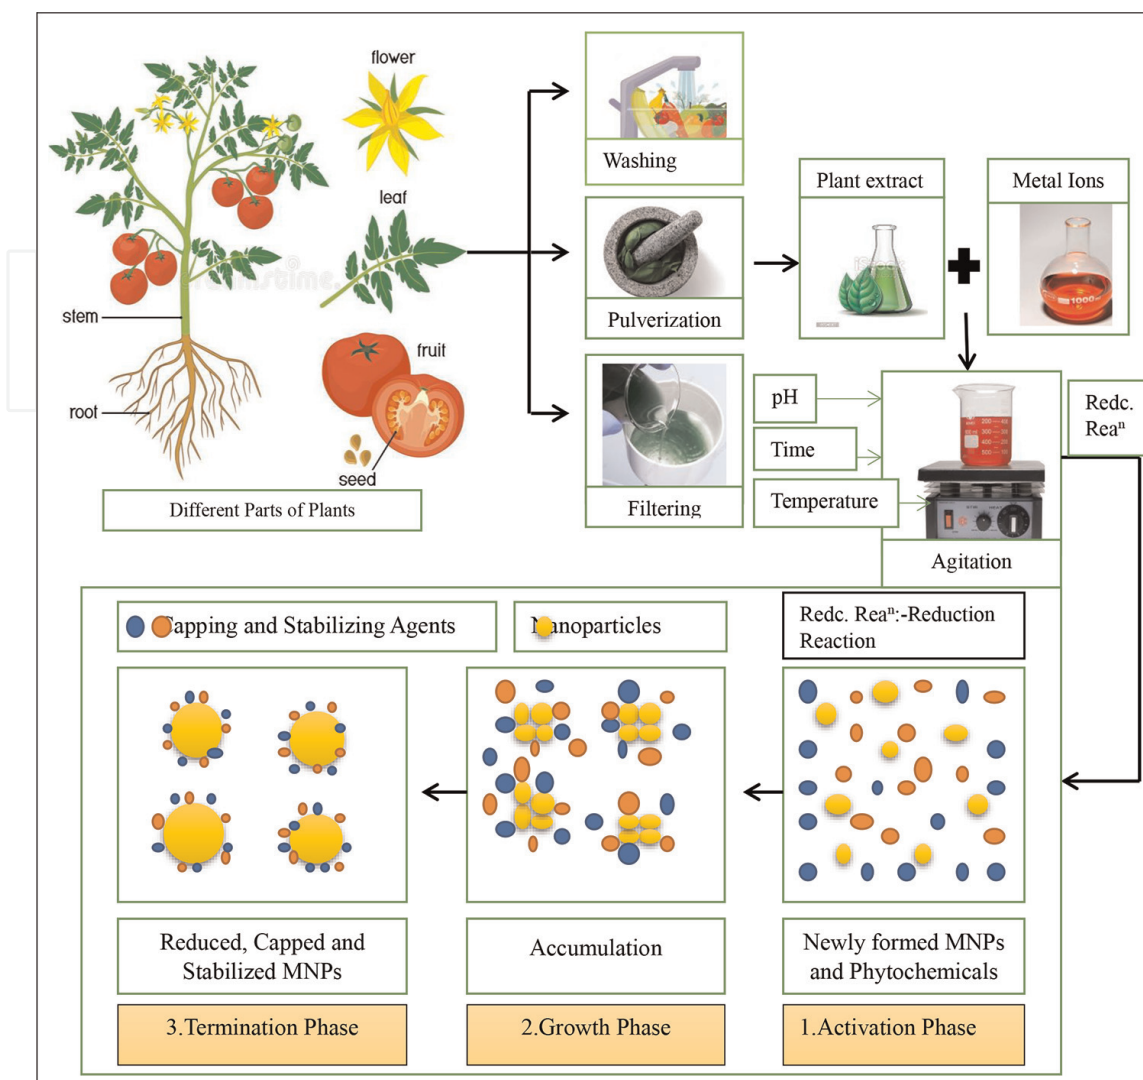 flower
leaf
stem
fruit
root
seed
Different Parts of Plants
Washing
Pulverization
Filtering
Plant extract
Metal Ions
1000
pH
Time
Temperature
Agitation
Redc.
Reaⁿ
Capping and Stabilizing Agents
Nanoparticles
Redc. Reaⁿ:-Reduction
Reaction
Reduced, Capped and
Stabilized MNPs
Accumulation
Newly formed MNPs
and Phytochemicals
3.Termination Phase
2.Growth Phase
1.Activation Phase